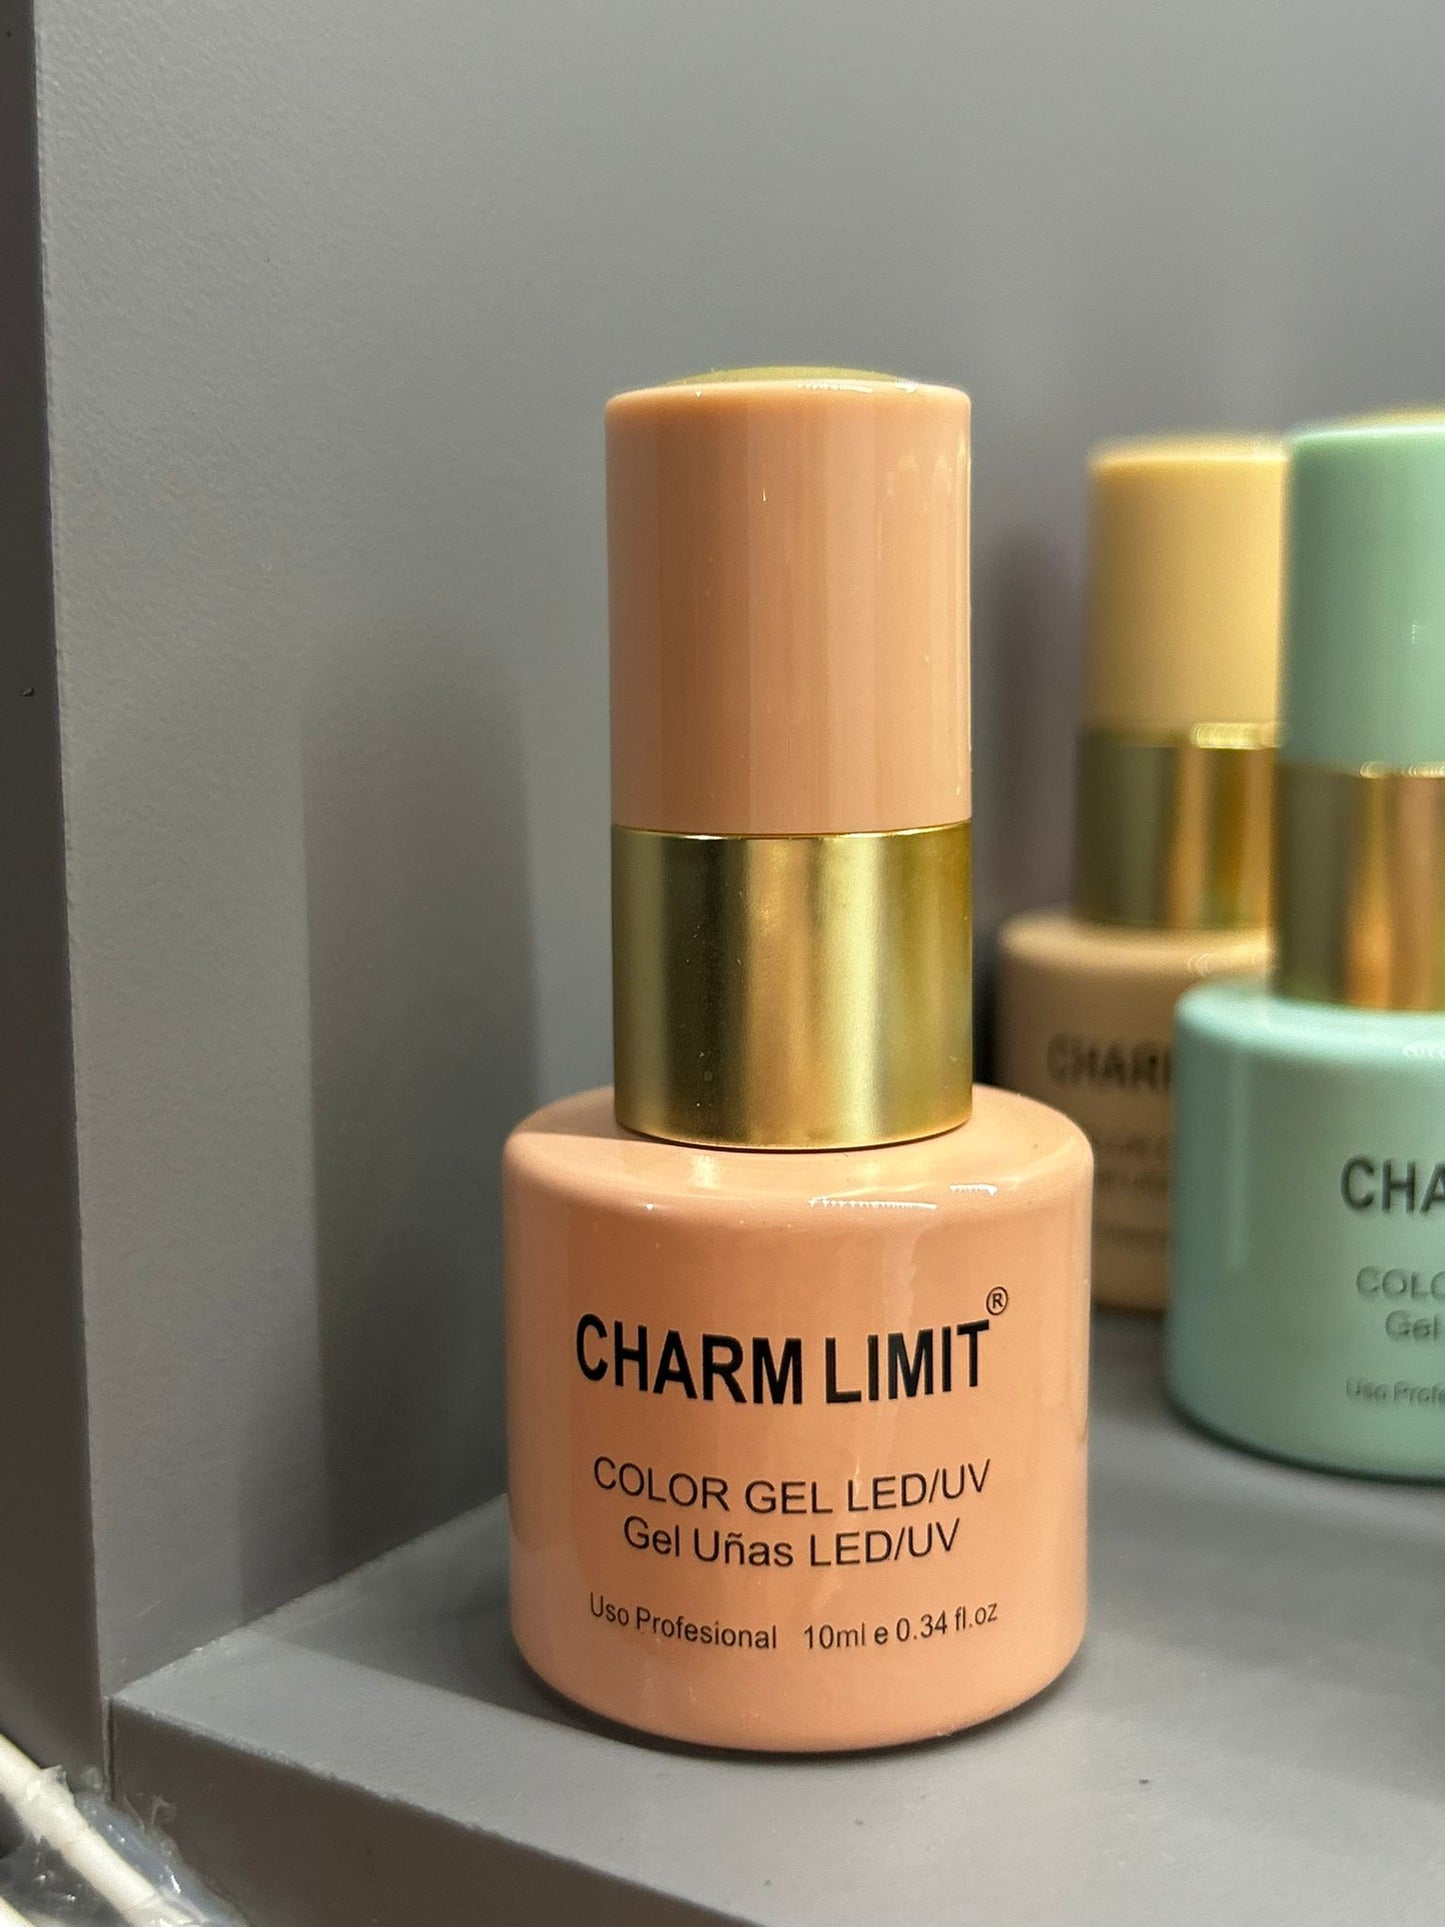 CHARM LIMIT®
COLOR GEL LED/UV
Gel Uñas LED/UV
Uso Profesional 10ml e 0.34 fl.oz
CHARM
CHA
COLO
Gel
Uso Profe